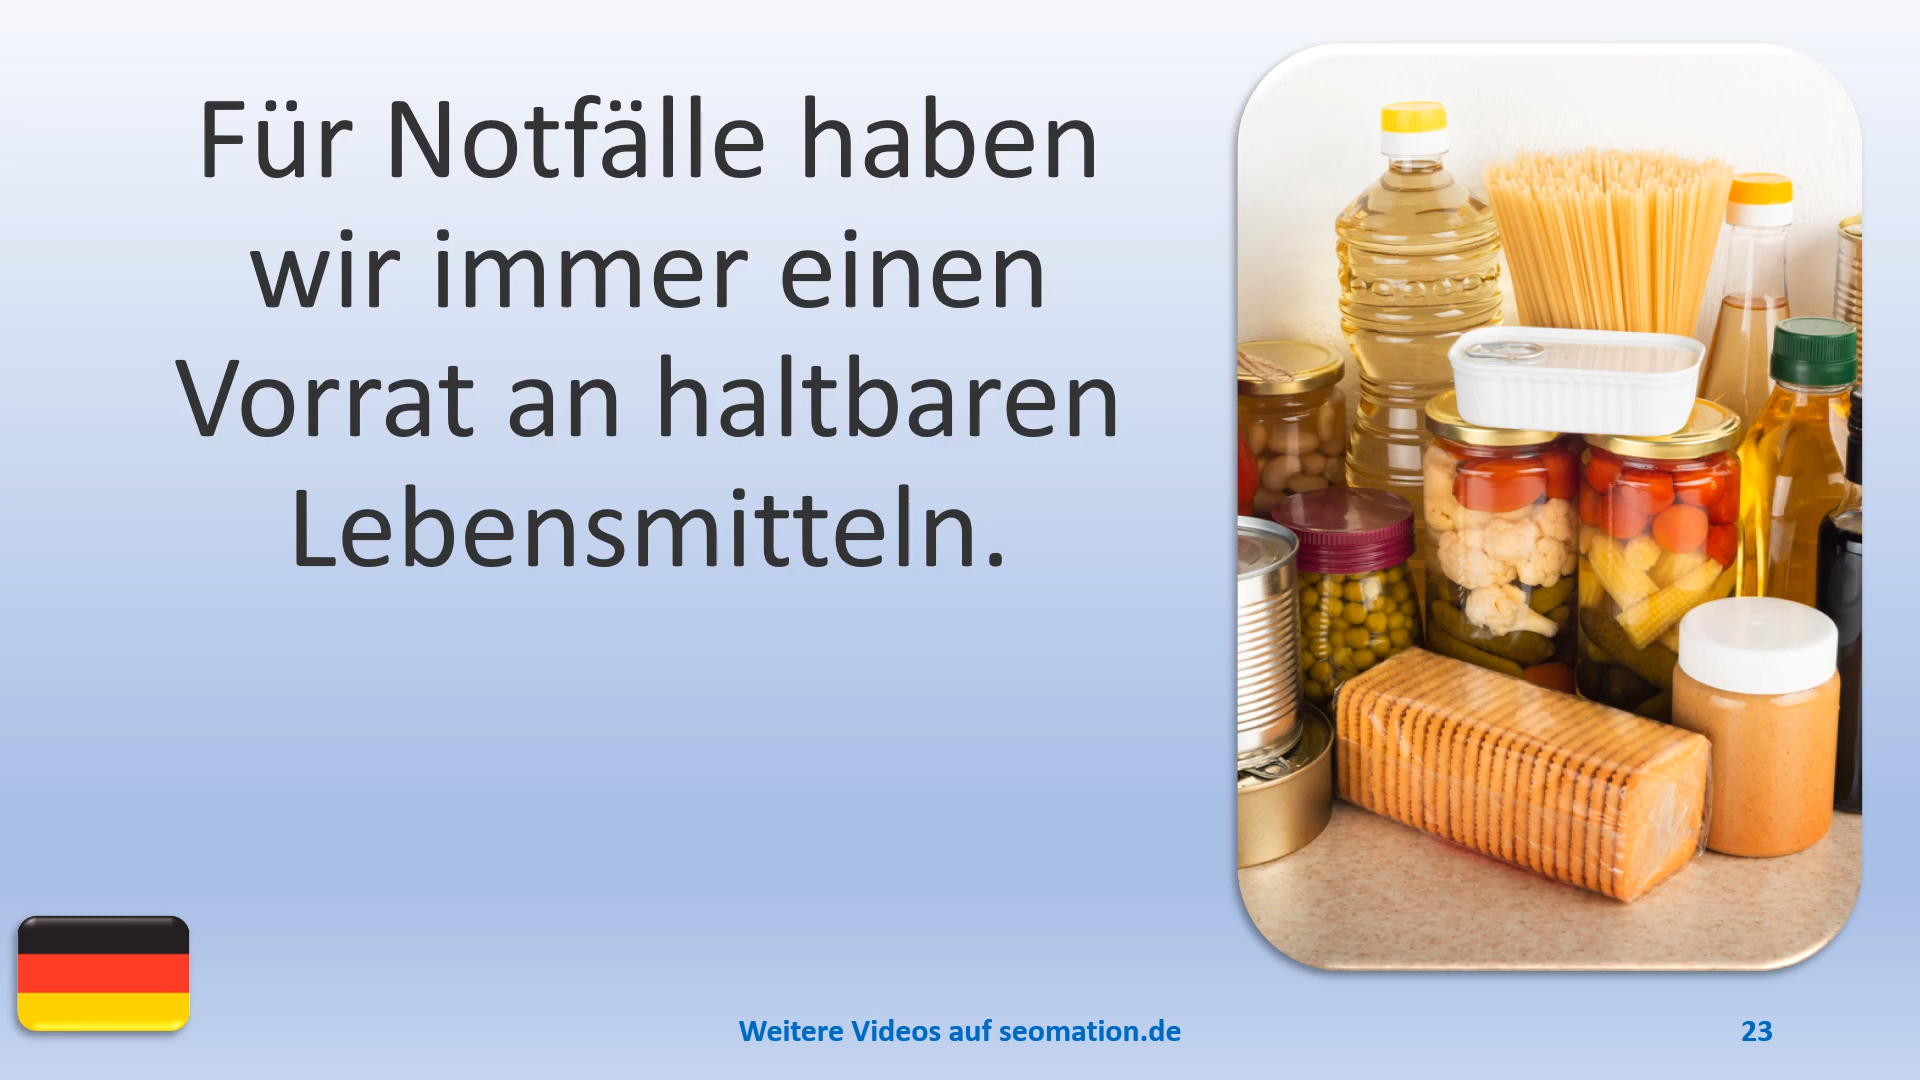 Für Notfälle haben
wir immer einen
Vorrat an haltbaren
Lebensmitteln.
Weitere Videos auf seomation.de
23